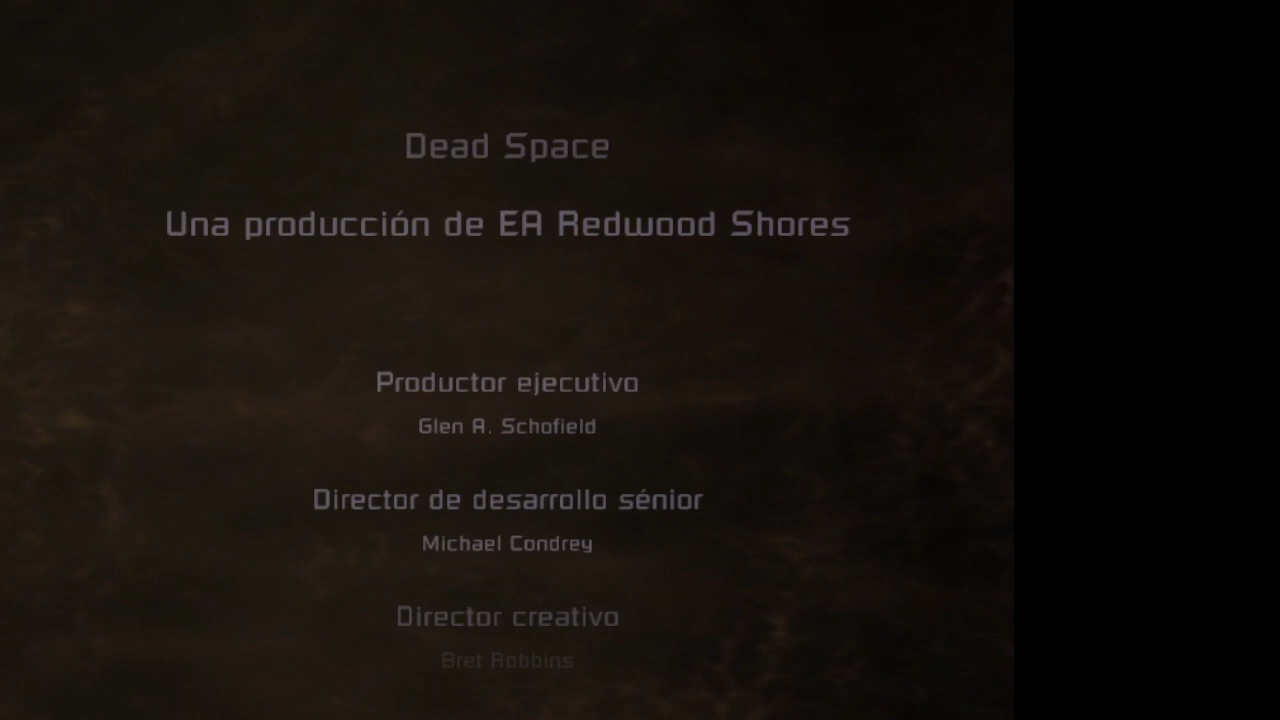 Dead Space
Una producción de EA Redwood Shores
Productor ejecutivo
Glen A. Schofield
Director de desarrollo sénior
Michael Condrey
Director creativo
Bret Robbins